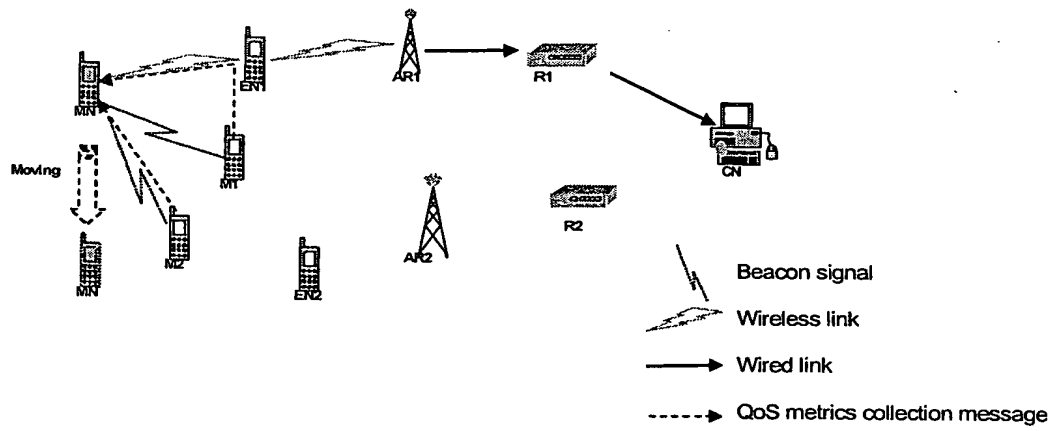 EN1
AR1
R1
MN
CN
Moving
M1
M2
R2
AR2
MN
EN2
Beacon signal
Wireless link
Wired link
QoS metrics collection message